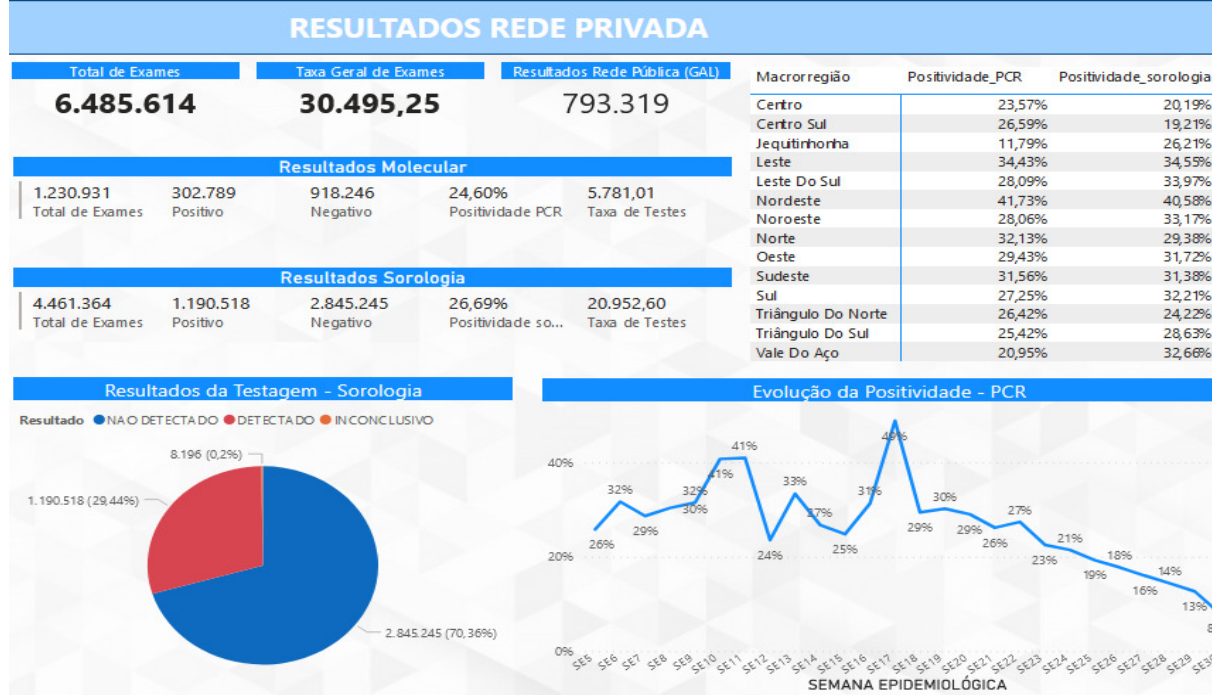 RESULTADOS REDE PRIVADA
Total de Exames
6.485.614
Taxa Geral de Exames
30.495,25
Resultados Rede Pública (GAL)
793.319
Resultados Molecular
1.230.931 302.789 918.246 24,60% 5.781,01
Total de Exames Positivo Negativo Positividade PCR Taxa de Testes
Resultados Sorologia
4.461.364 1.190.518 2.845.245 26,69% 20.952,60
Total de Exames Positivo Negativo Positividade so... Taxa de Testes
Macrorregião Positividade_PCR Positividade_sorologia
Centro 23,57% 20,19%
Centro Sul 26,59% 19,21%
Jequitinhonha 11,79% 26,21%
Leste 34,43% 34,55%
Leste Do Sul 28,09% 33,97%
Nordeste 41,73% 40,58%
Noroeste 28,06% 33,17%
Norte 32,13% 29,38%
Oeste 29,43% 31,72%
Sudeste 31,56% 31,38%
Sul 27,25% 32,21%
Triângulo Do Norte 26,42% 24,22%
Triângulo Do Sul 25,42% 28,63%
Vale Do Aço 20,95% 32,66%
Resultados da Testagem - Sorologia
Resultado NAO DETECTADO DETECTADO INCONCLUSIVO
8.196 (0,2%)
1.190.518 (29,44%)
2.845.245 (70,36%)
Evolução da Positividade - PCR
40%
20%
0%
26% 32% 29% 30% 32% 41% 41% 24% 33% 27% 25% 31% 49% 29% 30% 29% 26% 27% 23% 21% 19% 18% 16% 14% 13%
SE5 SE6 SE7 SE8 SE9 SE10 SE11 SE12 SE13 SE14 SE15 SE16 SE17 SE18 SE19 SE20 SE21 SE22 SE23 SE24 SE25 SE26 SE27 SE28 SE29 SE30
SEMANA EPIDEMIOLÓGICA